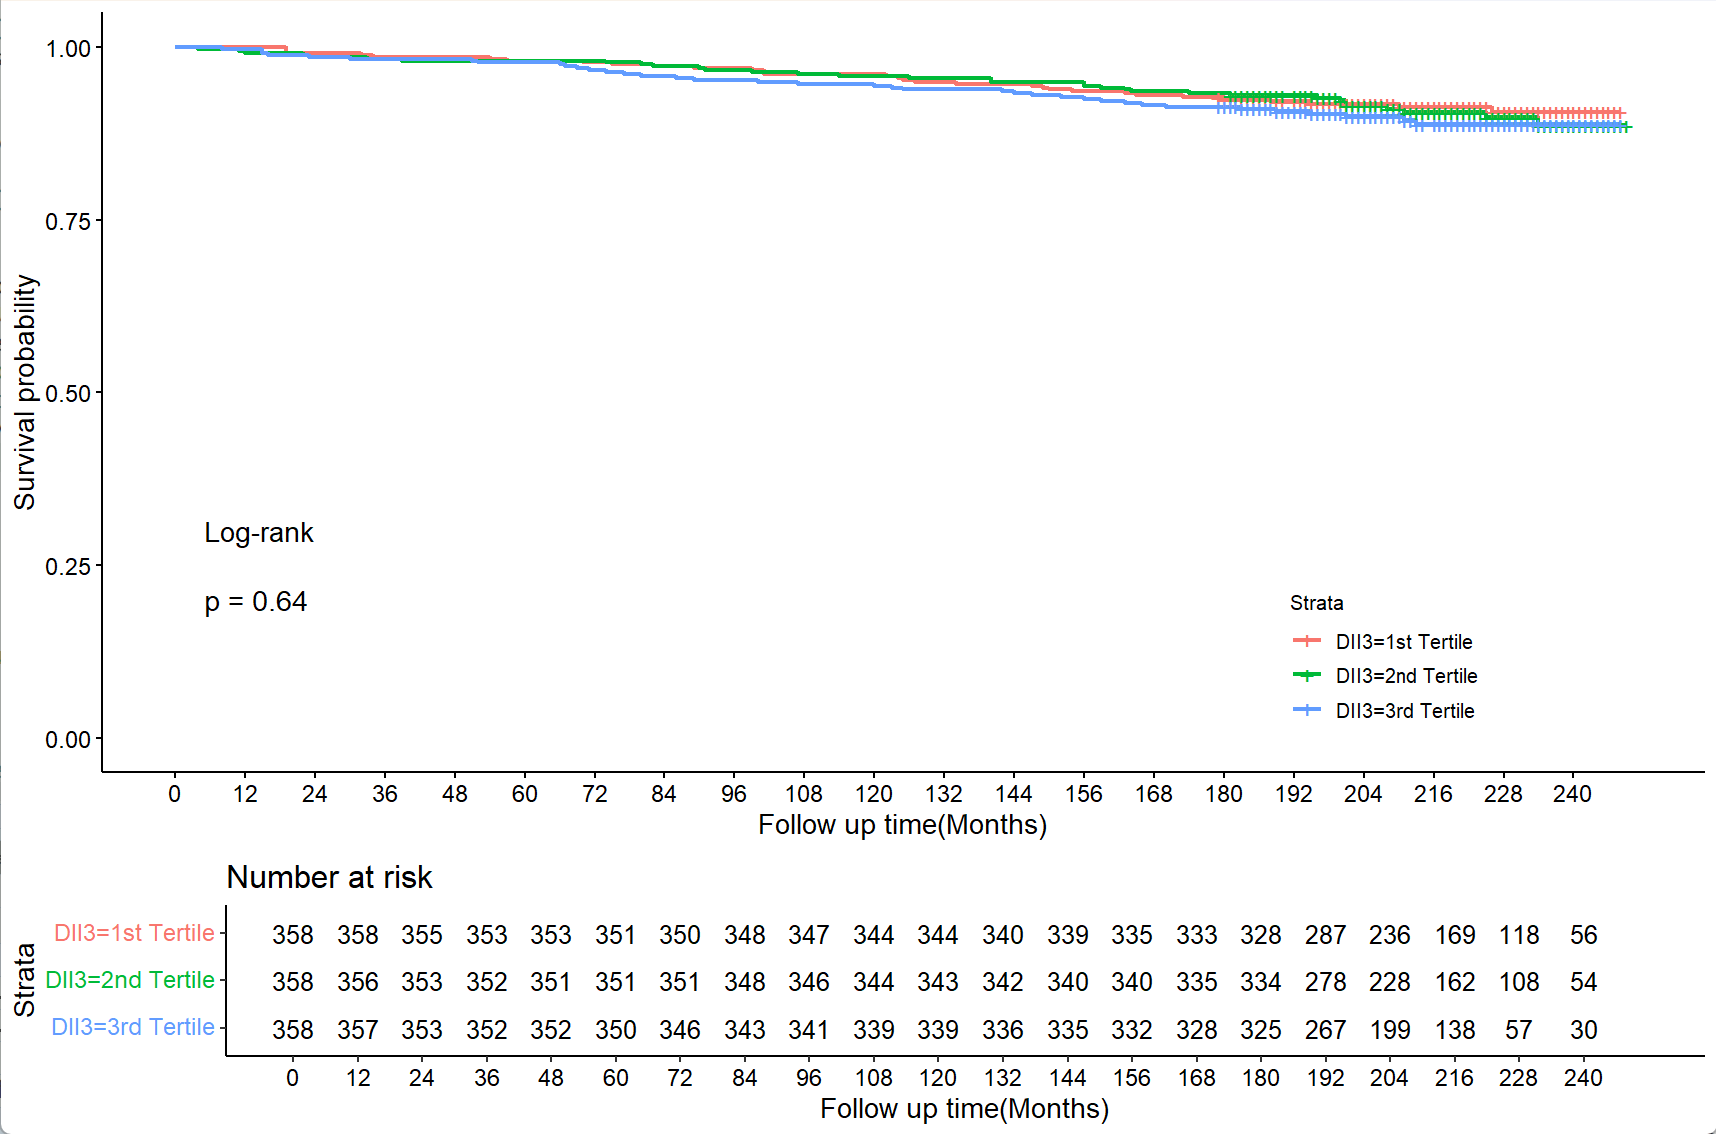 1.00
0.75
0.50
0.25
0.00
Survival probability
Log-rank
p = 0.64
Strata
DII3=1st Tertile
DII3=2nd Tertile
DII3=3rd Tertile
0 12 24 36 48 60 72 84 96 108 120 132 144 156 168 180 192 204 216 228 240
Follow up time(Months)
Number at risk
Strata
DII3=1st Tertile 358 358 355 353 353 351 350 348 347 344 344 340 339 335 333 328 287 236 169 118 56
DII3=2nd Tertile 358 356 353 352 351 351 351 348 346 344 343 342 340 340 335 334 278 228 162 108 54
DII3=3rd Tertile 358 357 353 352 352 350 346 343 341 339 339 336 335 332 328 325 267 199 138 57 30
0 12 24 36 48 60 72 84 96 108 120 132 144 156 168 180 192 204 216 228 240
Follow up time(Months)